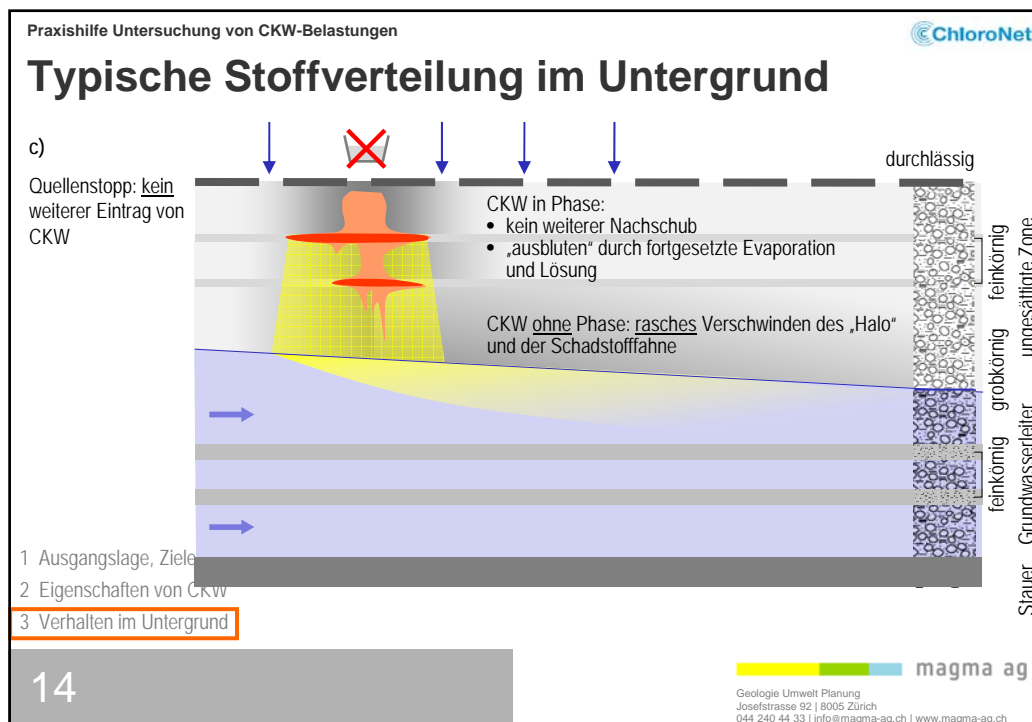 Praxishilfe Untersuchung von CKW-Belastungen
ChloroNet
Typische Stoffverteilung im Untergrund
c)
Quellenstopp: kein
weiterer Eintrag von
CKW
durchlässig
CKW in Phase:
• kein weiterer Nachschub
• „ausbluten“ durch fortgesetzte Evaporation
und Lösung
CKW ohne Phase: rasches Verschwinden des „Halo“
und der Schadstofffahne
feinkörnig
grobkörnig
feinkörnig
ungesättigte Zone
Grundwasserleiter
Stauer
1 Ausgangslage, Ziele
2 Eigenschaften von CKW
3 Verhalten im Untergrund
14
magma ag
Geologie Umwelt Planung
Josefstrasse 92 | 8005 Zürich
044 240 44 33 | info@magma-ag.ch | www.magma-ag.ch